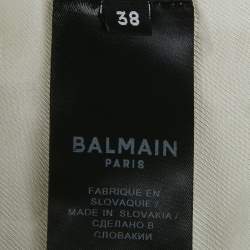 38
BALMAIN
PARIS
FABRIQUE EN
SLOVAQUIE /
MADE IN SLOVAKIA /
СДЕЛАНО В
СЛОВАКИИ